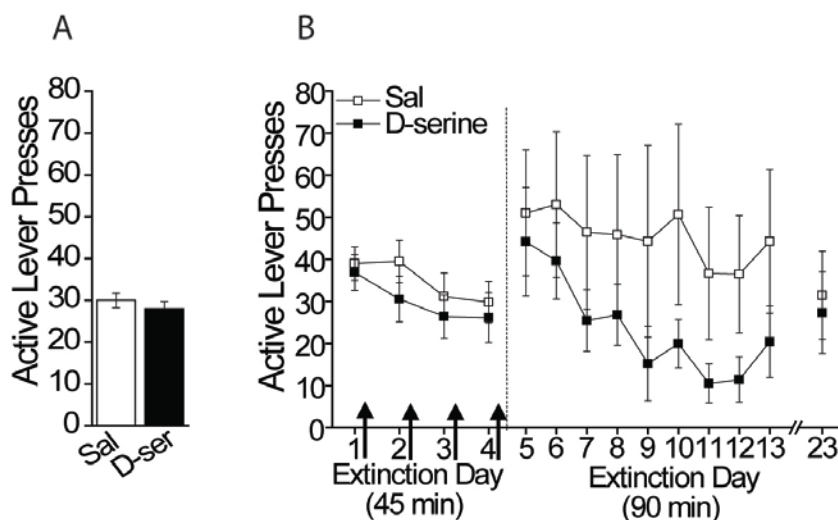 A
B
80
70
60
50
40
30
20
10
0
Active Lever Presses
Sal
D-ser
80
70
60
50
40
30
20
10
0
Active Lever Presses
Sal
D-serine
1 2 3 4
Extinction Day
(45 min)
5 6 7 8 9 10 11 12 13 // 23
Extinction Day
(90 min)